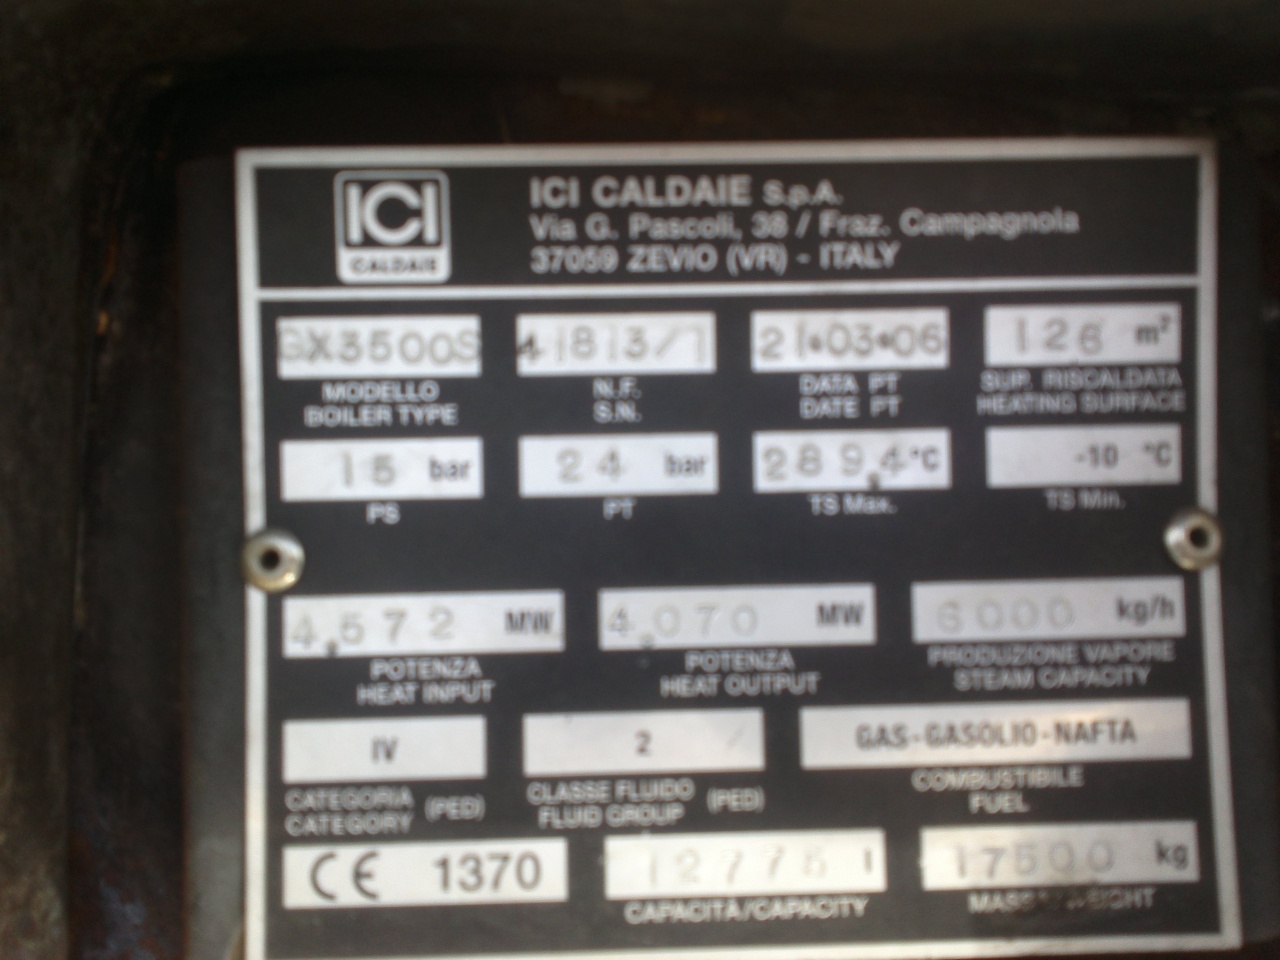 ICI
CALDAIE
ICI CALDAIE S.p.A.
Via G. Pascoli, 38 / Fraz. Campagnola
37059 ZEVIO (VR) - ITALY
GX3500S 41813/1 21.03.06 126 m²
MODELLO N.F. DATA PT SUP. RISCALDATA
BOILER TYPE S.N. DATE PT HEATING SURFACE
15 bar 24 bar 289,4 °C -10 °C
PS PT TS Max. TS Min.
4,572 MW 4.070 MW 6000 kg/h
POTENZA POTENZA PRODUZIONE VAPORE
HEAT INPUT HEAT OUTPUT STEAM CAPACITY
IV 2 GAS-GASOLIO-NAFTA
CATEGORIA (PED) CLASSE FLUIDO (PED) COMBUSTIBILE
CATEGORY FLUID GROUP FUEL
CE 1370 12775 l 17500 kg
CAPACITÀ/CAPACITY MASSA/WEIGHT